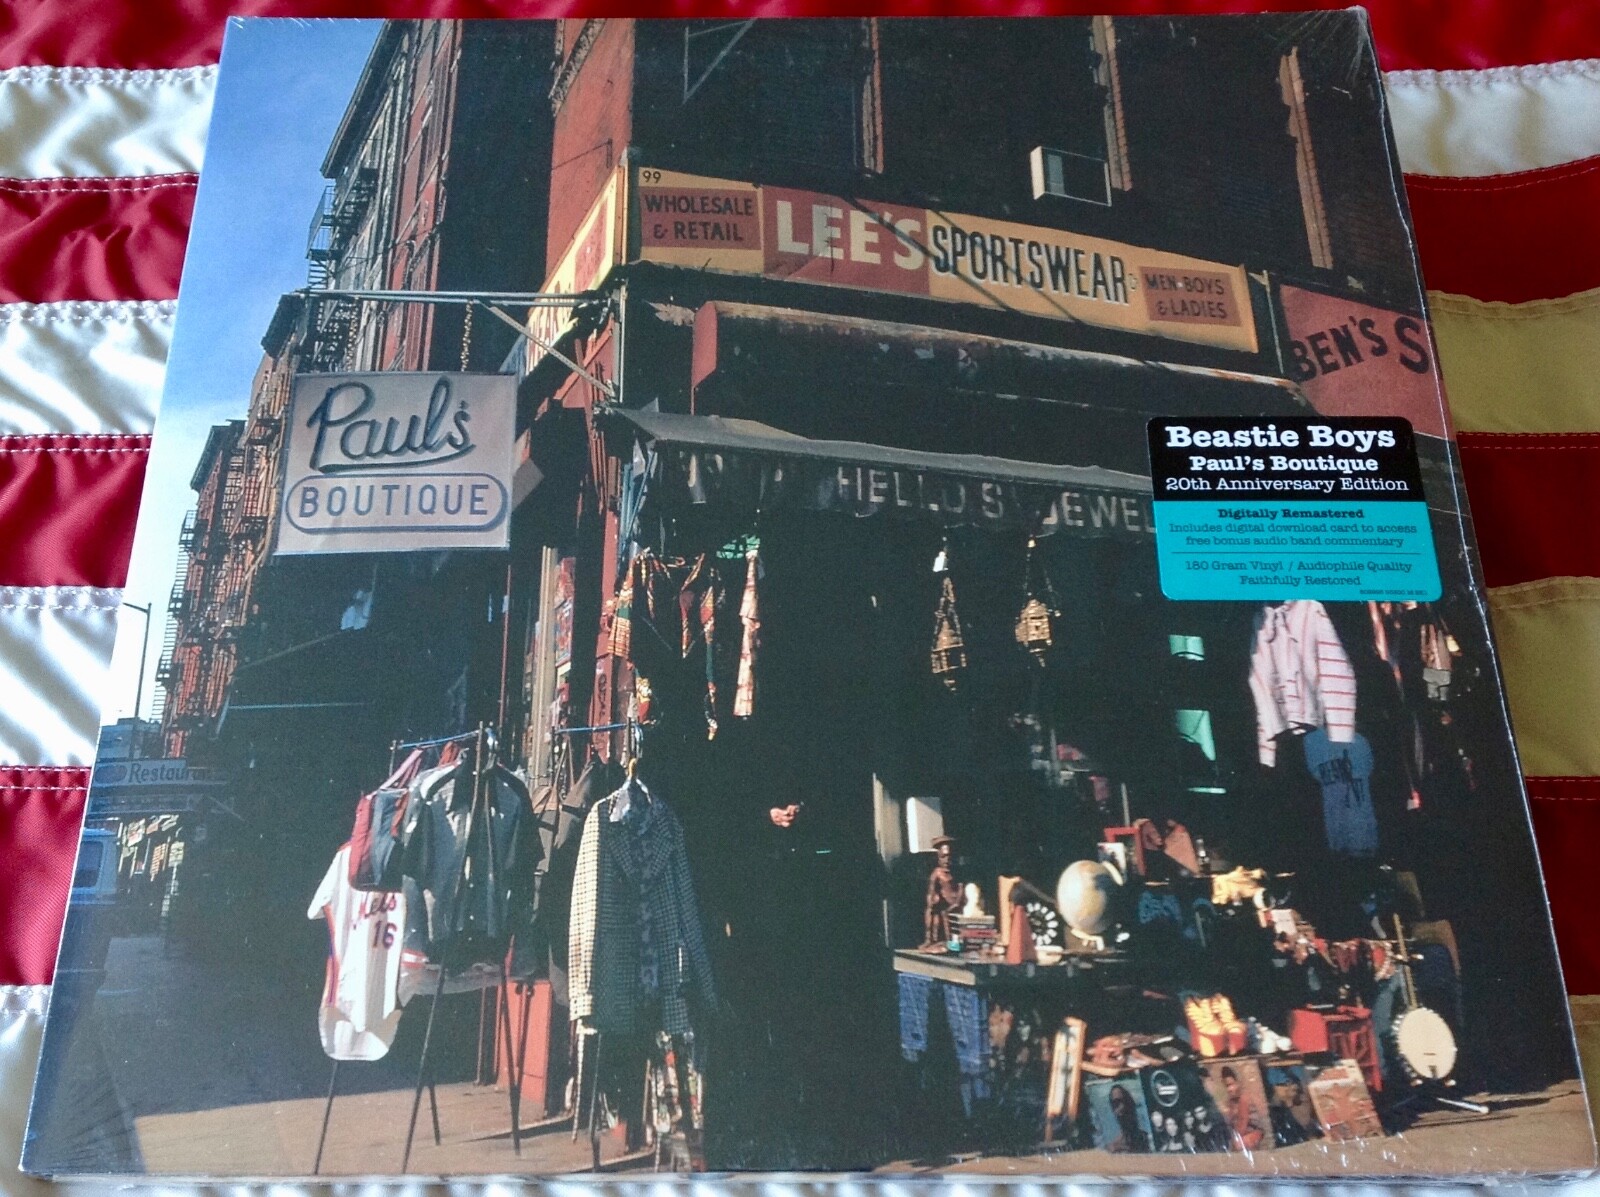 99
WHOLESALE
& RETAIL
LEE'S SPORTSWEAR
MEN-BOYS
& LADIES
BEN'S S
Paul's
BOUTIQUE
Beastie Boys
Paul's Boutique
20th Anniversary Edition
Digitally Remastered
Includes digital download card to access
free bonus audio band commentary
180 Gram Vinyl / Audiophile Quality
Faithfully Restored
HELLO S JEWEL
Restaurant
Mets
16